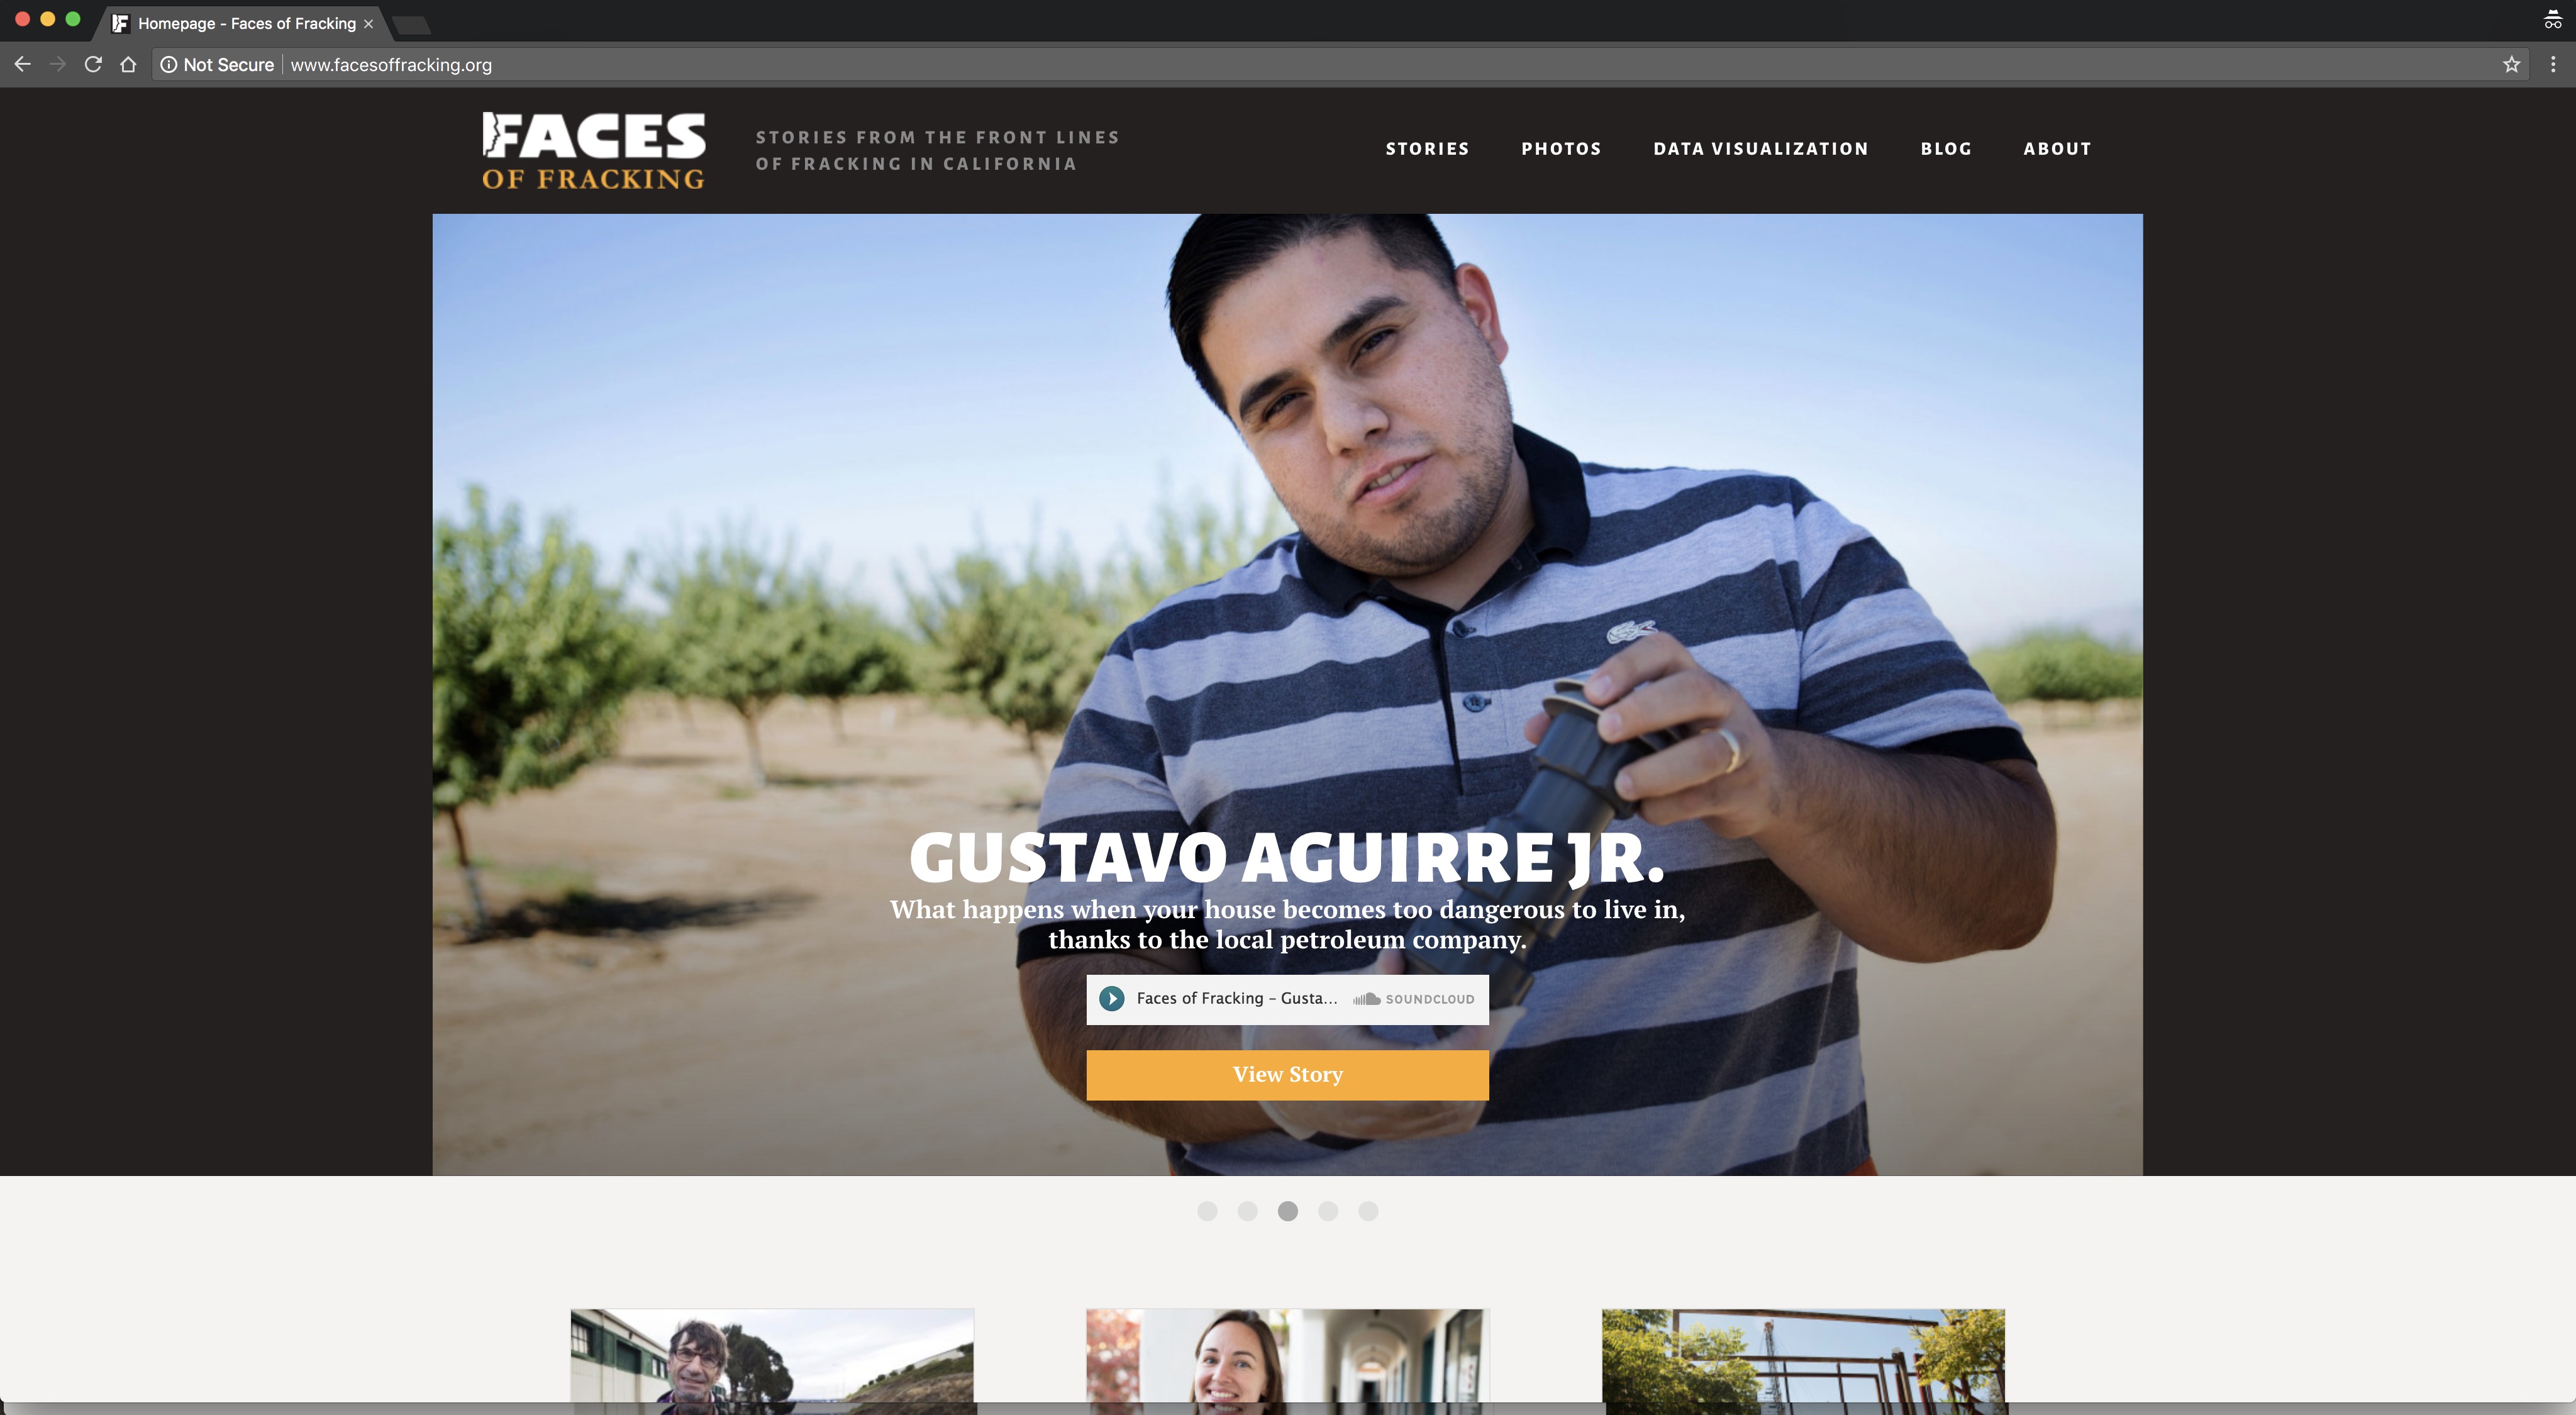 Homepage - Faces of Fracking
Not Secure
www.facesoffracking.org
FACES
OF FRACKING
STORIES FROM THE FRONT LINES
OF FRACKING IN CALIFORNIA
STORIES
PHOTOS
DATA VISUALIZATION
BLOG
ABOUT
GUSTAVO AGUIRRE JR.
What happens when your house becomes too dangerous to live in,
thanks to the local petroleum company.
Faces of Fracking – Gusta...
SOUNDCLOUD
View Story